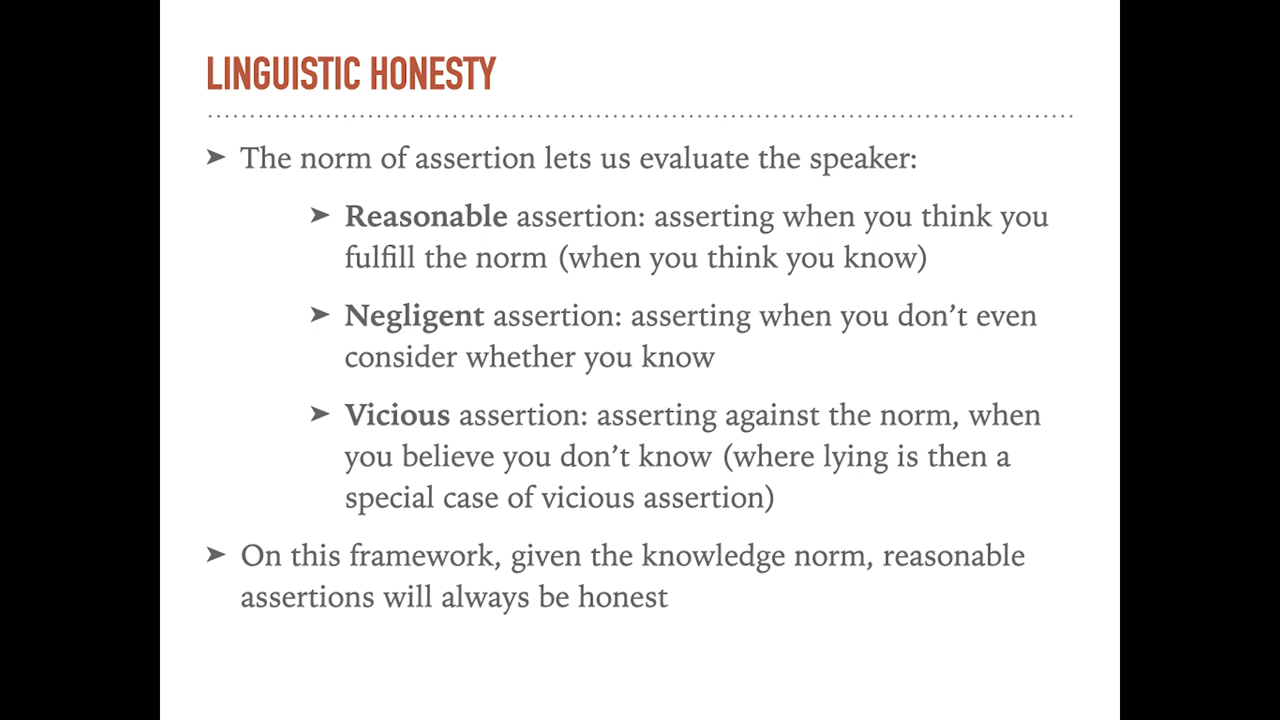 LINGUISTIC HONESTY
➤ The norm of assertion lets us evaluate the speaker:
➤ Reasonable assertion: asserting when you think you
fulfill the norm (when you think you know)
➤ Negligent assertion: asserting when you don’t even
consider whether you know
➤ Vicious assertion: asserting against the norm, when
you believe you don’t know (where lying is then a
special case of vicious assertion)
➤ On this framework, given the knowledge norm, reasonable
assertions will always be honest